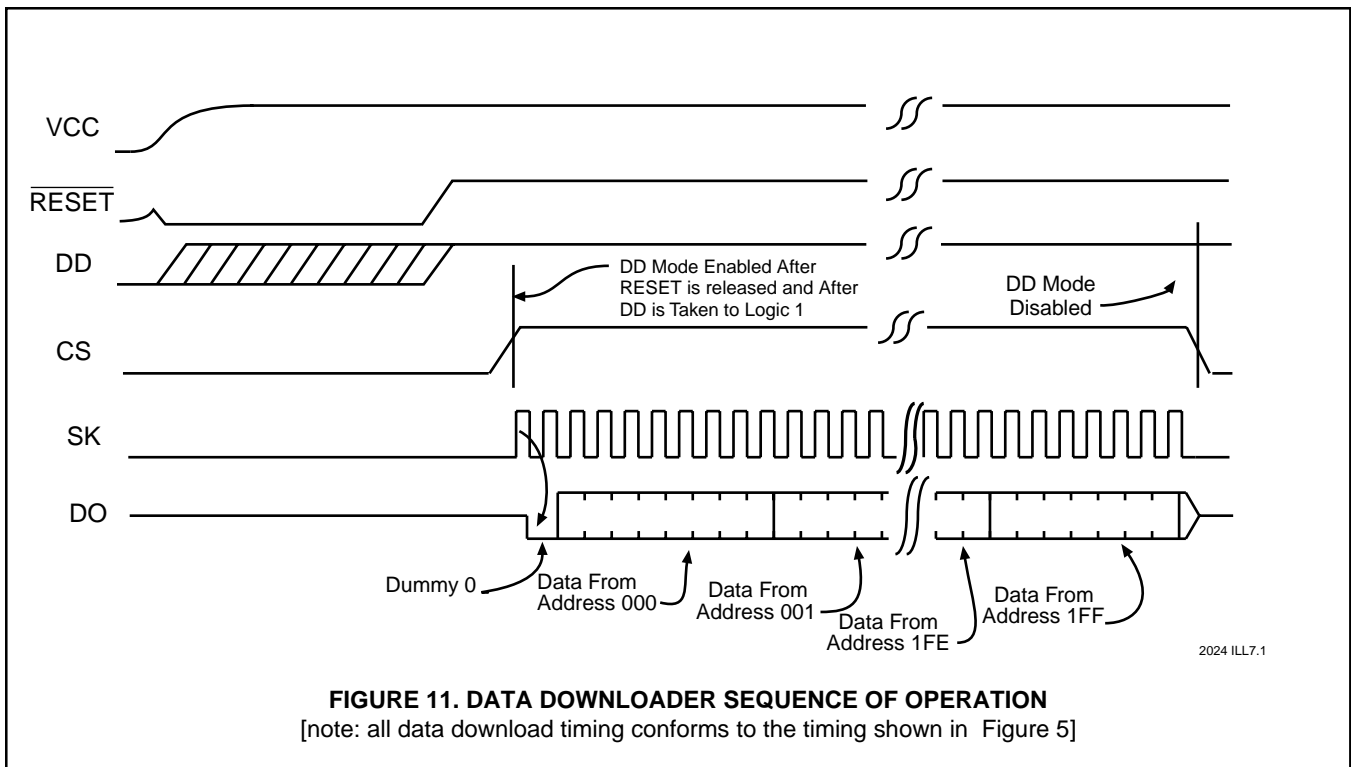 VCC
RESET
DD
DD Mode Enabled After
RESET is released and After
DD is Taken to Logic 1
DD Mode
Disabled
CS
SK
DO
Dummy 0
Data From
Address 000
Data From
Address 001
Data From
Address 1FE
Data From
Address 1FF
2024 ILL7.1
FIGURE 11. DATA DOWNLOADER SEQUENCE OF OPERATION
[note: all data download timing conforms to the timing shown in Figure 5]